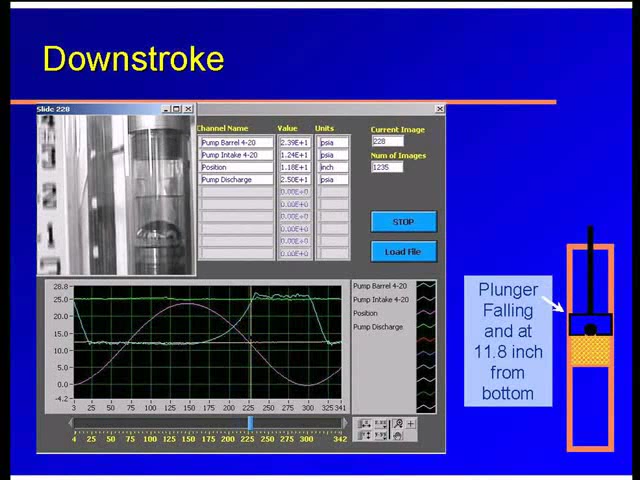 Downstroke
Slide 228
Channel Name Value Units
Pump Barrel 4-20 2.39E+1 psia
Pump Intake 4-20 1.24E+1 psia
Position 1.18E+1 inch
Pump Discharge 2.50E+1 psia
0.00E+0
0.00E+0
0.00E+0
0.00E+0
0.00E+0
0.00E+0
Current Image
228
Num of Images
1235
STOP
Load File
28.8
25.0
20.0
15.0
10.0
5.0
0.0
-4.2
3 25 50 75 100 125 150 175 200 225 250 275 300 325 341
Pump Barrel 4-20
Pump Intake 4-20
Position
Pump Discharge
4 25 50 75 100 125 150 175 200 225 250 275 300 342
Plunger
Falling
and at
11.8 inch
from
bottom